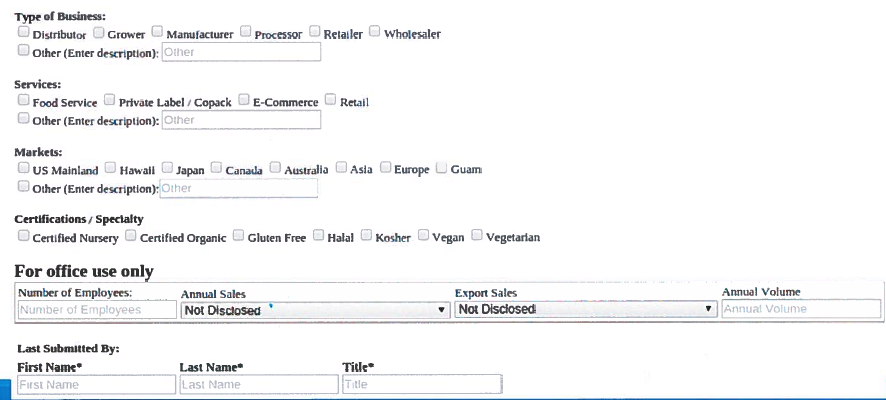 Type of Business:
Distributor Grower Manufacturer Processor Retailer Wholesaler
Other (Enter description): Other
Services:
Food Service Private Label / Copack E-Commerce Retail
Other (Enter description): Other
Markets:
US Mainland Hawaii Japan Canada Australia Asia Europe Guam
Other (Enter description): Other
Certifications / Specialty
Certified Nursery Certified Organic Gluten Free Halal Kosher Vegan Vegetarian
For office use only
Number of Employees: Annual Sales Export Sales Annual Volume
Number of Employees Not Disclosed Not Disclosed Annual Volume
Last Submitted By:
First Name* Last Name* Title*
First Name Last Name Title